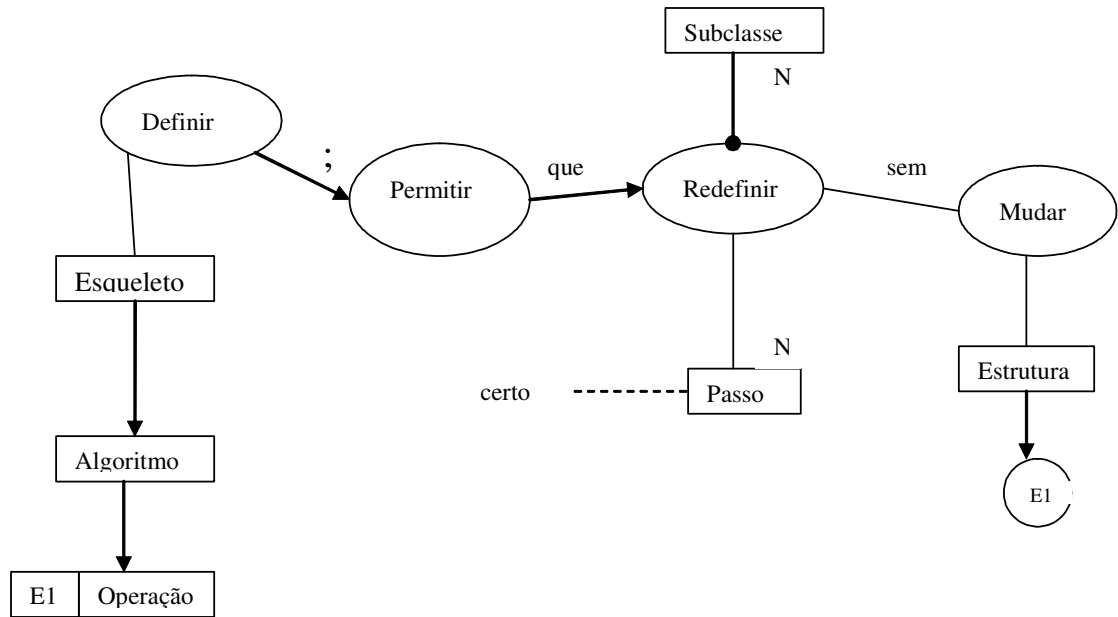 Subclasse
N
Definir
;
Permitir
que
Redefinir
sem
Mudar
Esqueleto
N
certo
Passo
Estrutura
Algoritmo
E1
E1
Operação